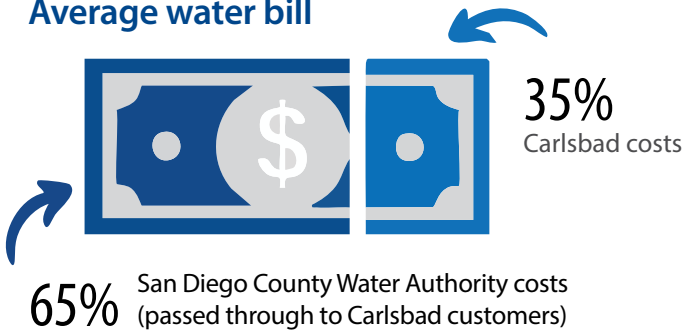 Average water bill
$
35%
Carlsbad costs
65%
San Diego County Water Authority costs
(passed through to Carlsbad customers)